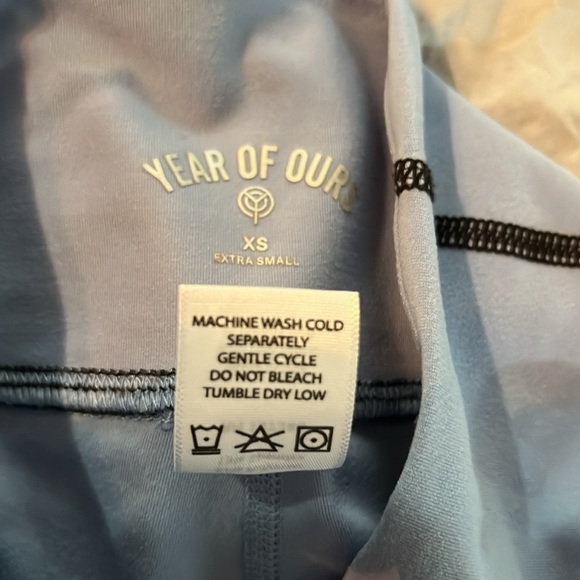 YEAR OF OURS
XS
EXTRA SMALL
MACHINE WASH COLD
SEPARATELY
GENTLE CYCLE
DO NOT BLEACH
TUMBLE DRY LOW